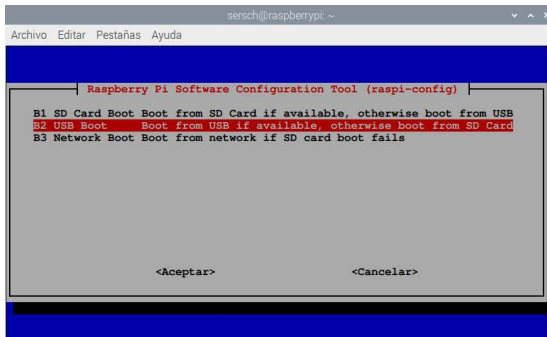 sersch@raspberrypi: ~
Archivo Editar Pestañas Ayuda
Raspberry Pi Software Configuration Tool (raspi-config)
B1 SD Card Boot Boot from SD Card if available, otherwise boot from USB
B2 USB Boot Boot from USB if available, otherwise boot from SD Card
B3 Network Boot Boot from network if SD card boot fails
<Aceptar> <Cancelar>